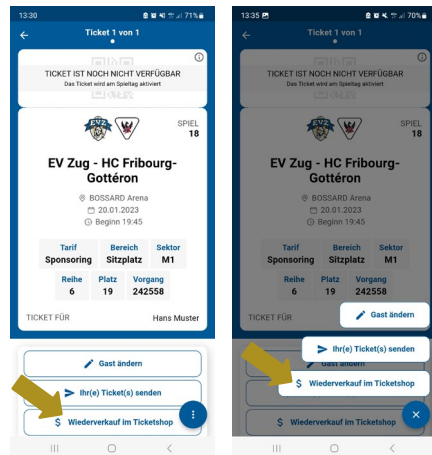 13:30
71%
Ticket 1 von 1
TICKET IST NOCH NICHT VERFÜGBAR
Das Ticket wird am Spieltag aktiviert
EVZ
SPIEL
18
EV Zug - HC Fribourg-
Gottéron
BOSSARD Arena
20.01.2023
Beginn 19:45
Tarif Bereich Sektor
Sponsoring Sitzplatz M1
Reihe Platz Vorgang
6 19 242558
TICKET FÜR Hans Muster
Gast ändern
Ihr(e) Ticket(s) senden
$ Wiederverkauf im Ticketshop
13:35
70%
Ticket 1 von 1
TICKET IST NOCH NICHT VERFÜGBAR
Das Ticket wird am Spieltag aktiviert
EVZ
SPIEL
18
EV Zug - HC Fribourg-
Gottéron
BOSSARD Arena
20.01.2023
Beginn 19:45
Tarif Bereich Sektor
Sponsoring Sitzplatz M1
Reihe Platz Vorgang
6 19 242558
TICKET FÜR
Gast ändern
Ihr(e) Ticket(s) senden
Gast ändern
$ Wiederverkauf im Ticketshop
$ Wiederverkauf im Ticketshop